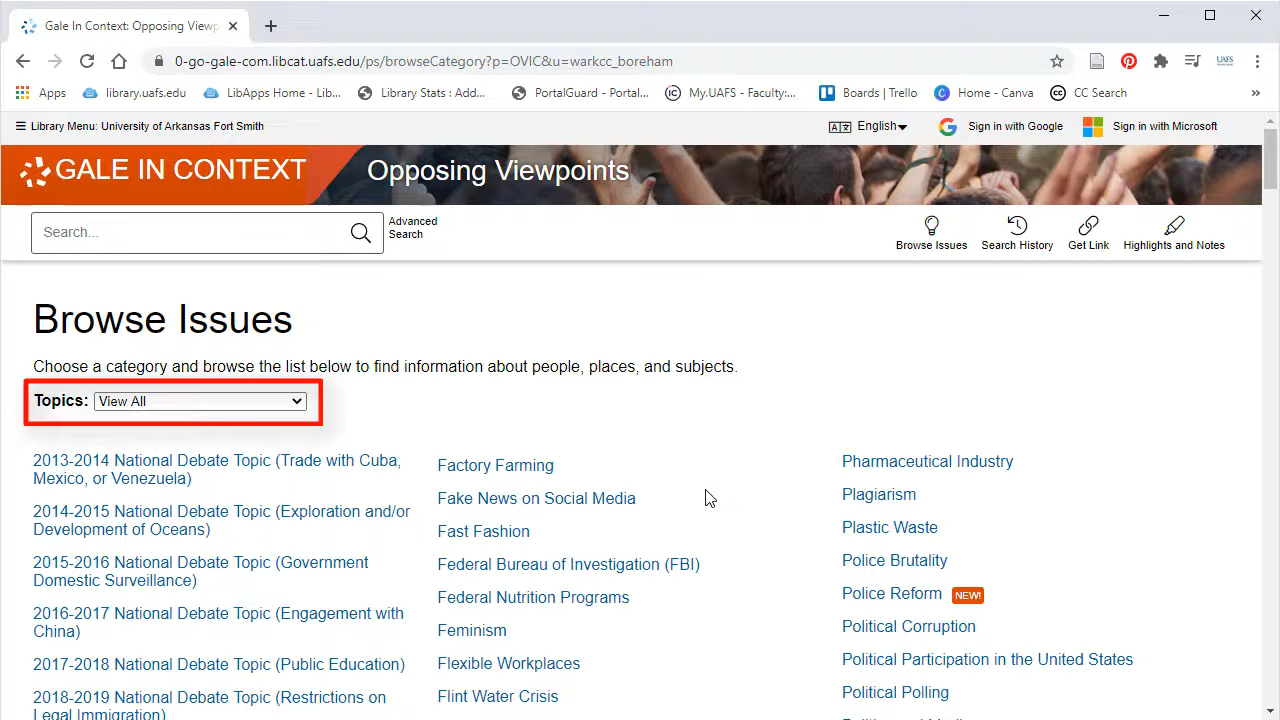 Gale In Context: Opposing Viewp
0-go-gale-com.libcat.uafs.edu/ps/browseCategory?p=OVIC&u=warkcc_boreham
UAFS
Apps
library.uafs.edu
LibApps Home - Lib...
Library Stats : Add...
PortalGuard - Portal...
My.UAFS - Faculty:...
Boards | Trello
Home - Canva
CC Search
»
Library Menu: University of Arkansas Fort Smith
English
Sign in with Google
Sign in with Microsoft
GALE IN CONTEXT
Opposing Viewpoints
Search...
Advanced
Search
Browse Issues
Search History
Get Link
Highlights and Notes
Browse Issues
Choose a category and browse the list below to find information about people, places, and subjects.
Topics: View All
2013-2014 National Debate Topic (Trade with Cuba,
Mexico, or Venezuela)
2014-2015 National Debate Topic (Exploration and/or
Development of Oceans)
2015-2016 National Debate Topic (Government
Domestic Surveillance)
2016-2017 National Debate Topic (Engagement with
China)
2017-2018 National Debate Topic (Public Education)
2018-2019 National Debate Topic (Restrictions on
Legal Immigration)
Factory Farming
Fake News on Social Media
Fast Fashion
Federal Bureau of Investigation (FBI)
Federal Nutrition Programs
Feminism
Flexible Workplaces
Flint Water Crisis
Pharmaceutical Industry
Plagiarism
Plastic Waste
Police Brutality
Police Reform NEW!
Political Corruption
Political Participation in the United States
Political Polling